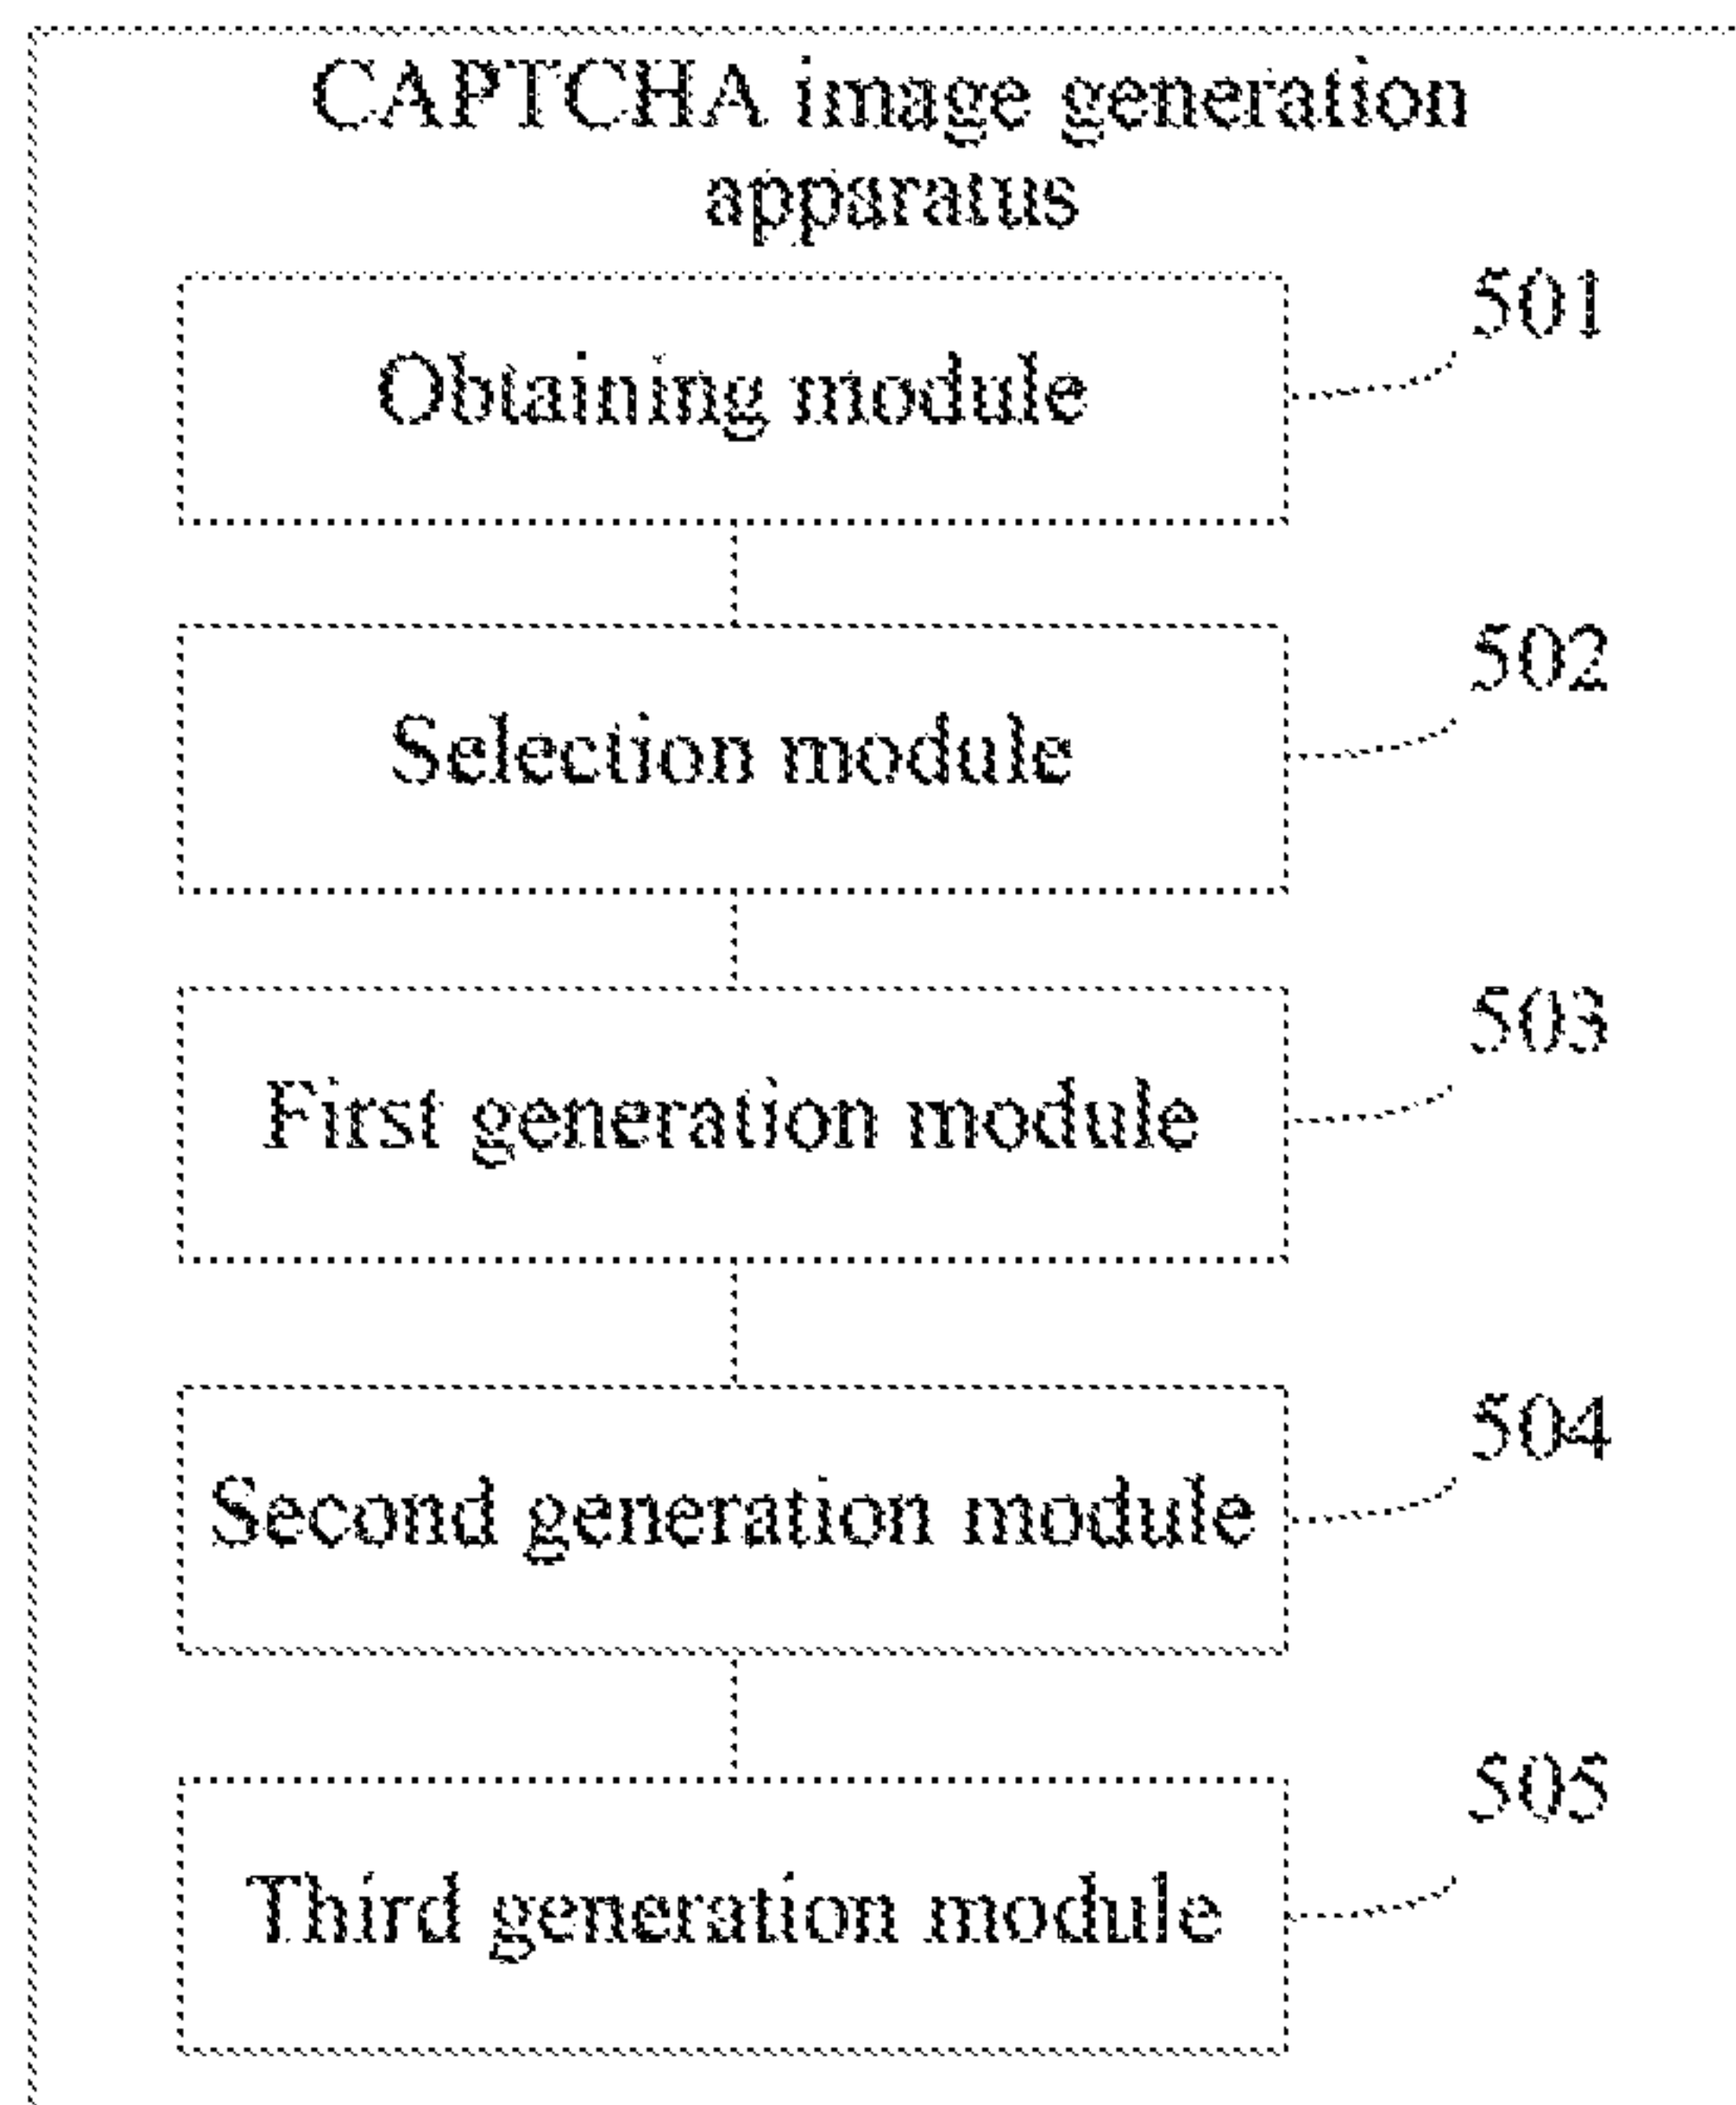 CAPTCHA image generation
apparatus
501
Obtaining module
502
Selection module
503
First generation module
504
Second generation module
505
Third generation module